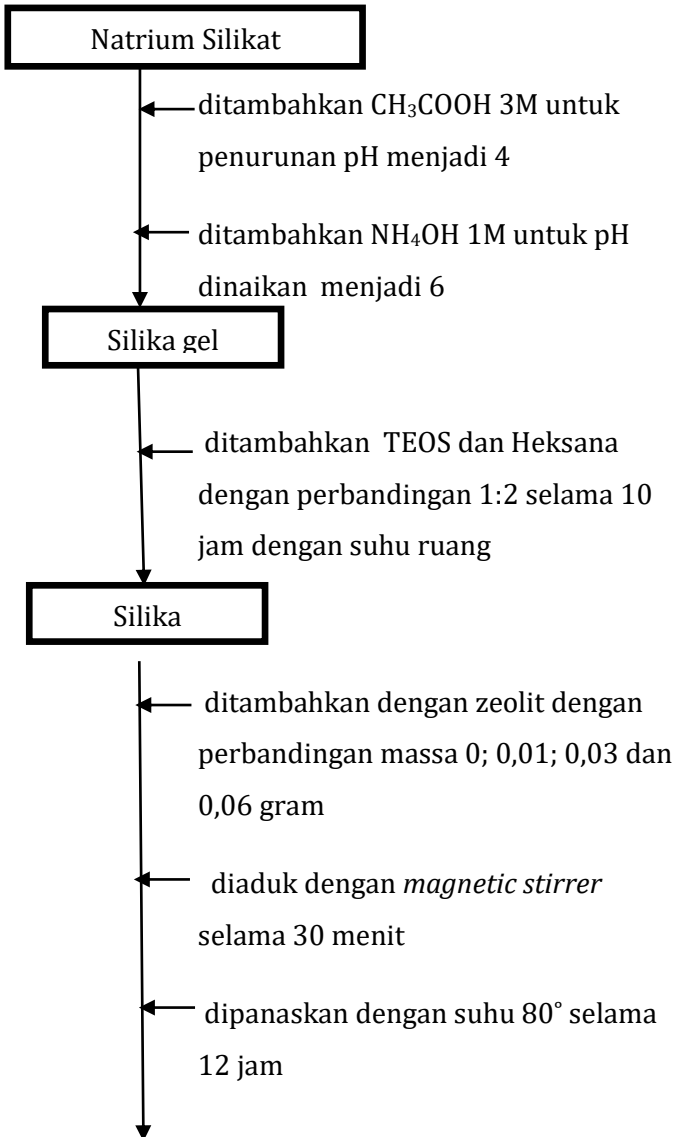 Natrium Silikat
ditambahkan CH₃COOH 3M untuk
penurunan pH menjadi 4
ditambahkan NH₄OH 1M untuk pH
dinaikan menjadi 6
Silika gel
ditambahkan TEOS dan Heksana
dengan perbandingan 1:2 selama 10
jam dengan suhu ruang
Silika
ditambahkan dengan zeolit dengan
perbandingan massa 0; 0,01; 0,03 dan
0,06 gram
diaduk dengan magnetic stirrer
selama 30 menit
dipanaskan dengan suhu 80° selama
12 jam